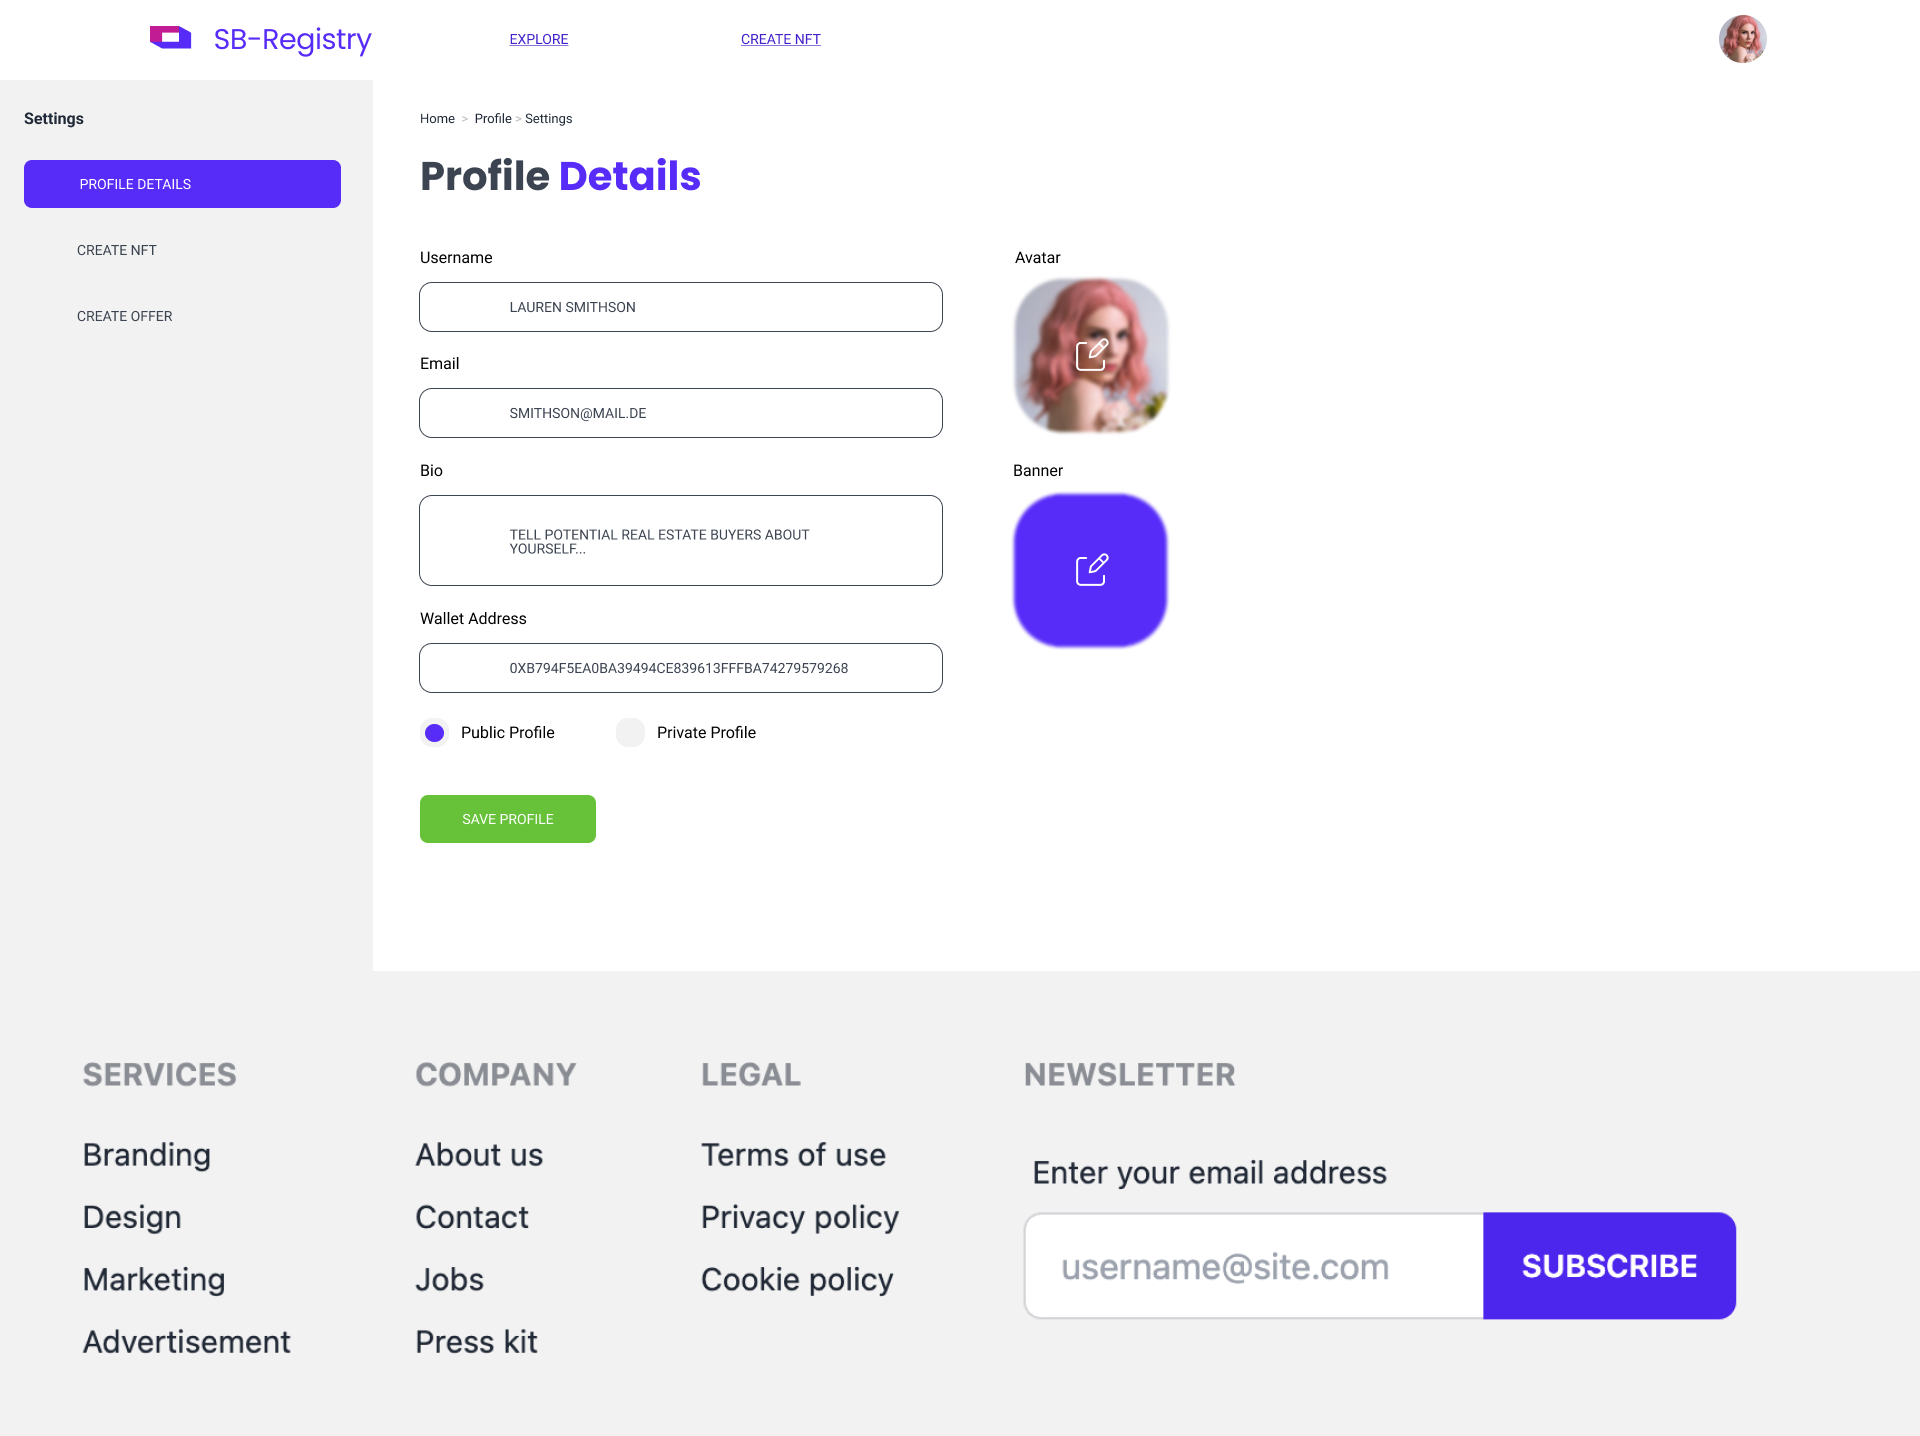 SB-Registry
EXPLORE
CREATE NFT
Settings
PROFILE DETAILS
CREATE NFT
CREATE OFFER
Home > Profile > Settings
Profile Details
Username
LAUREN SMITHSON
Email
SMITHSON@MAIL.DE
Bio
TELL POTENTIAL REAL ESTATE BUYERS ABOUT
YOURSELF...
Wallet Address
0XB794F5EA0BA39494CE839613FFFBA74279579268
Public Profile
Private Profile
SAVE PROFILE
Avatar
Banner
SERVICES
Branding
Design
Marketing
Advertisement
COMPANY
About us
Contact
Jobs
Press kit
LEGAL
Terms of use
Privacy policy
Cookie policy
NEWSLETTER
Enter your email address
username@site.com
SUBSCRIBE